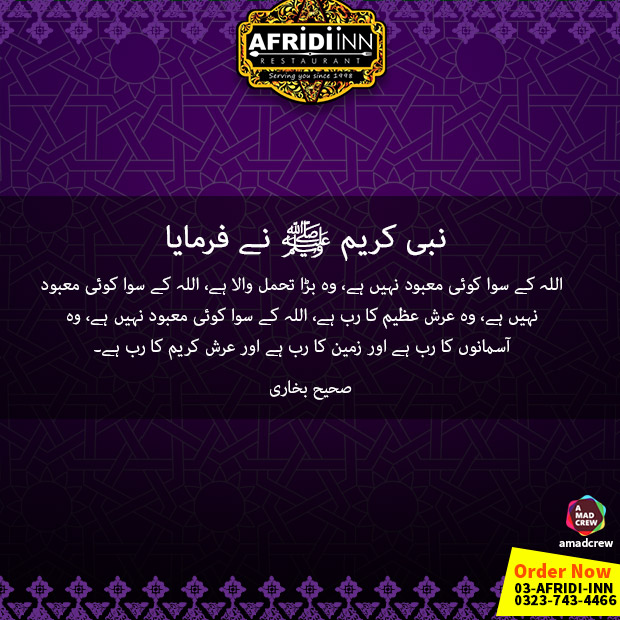 AFRIDI INN
RESTAURANT
Serving you since 1998
نبی کریم ﷺ نے فرمایا
اللہ کے سوا کوئی معبود نہیں ہے، وہ بڑا تحمل والا ہے، اللہ کے سوا کوئی معبود
نہیں ہے، وہ عرش عظیم کا رب ہے، اللہ کے سوا کوئی معبود نہیں ہے، وہ
آسمانوں کا رب ہے اور زمین کا رب ہے اور عرش کریم کا رب ہے۔
صحیح بخاری
A
MAD
CREW
amadcrew
Order Now
03-AFRIDI-INN
0323-743-4466